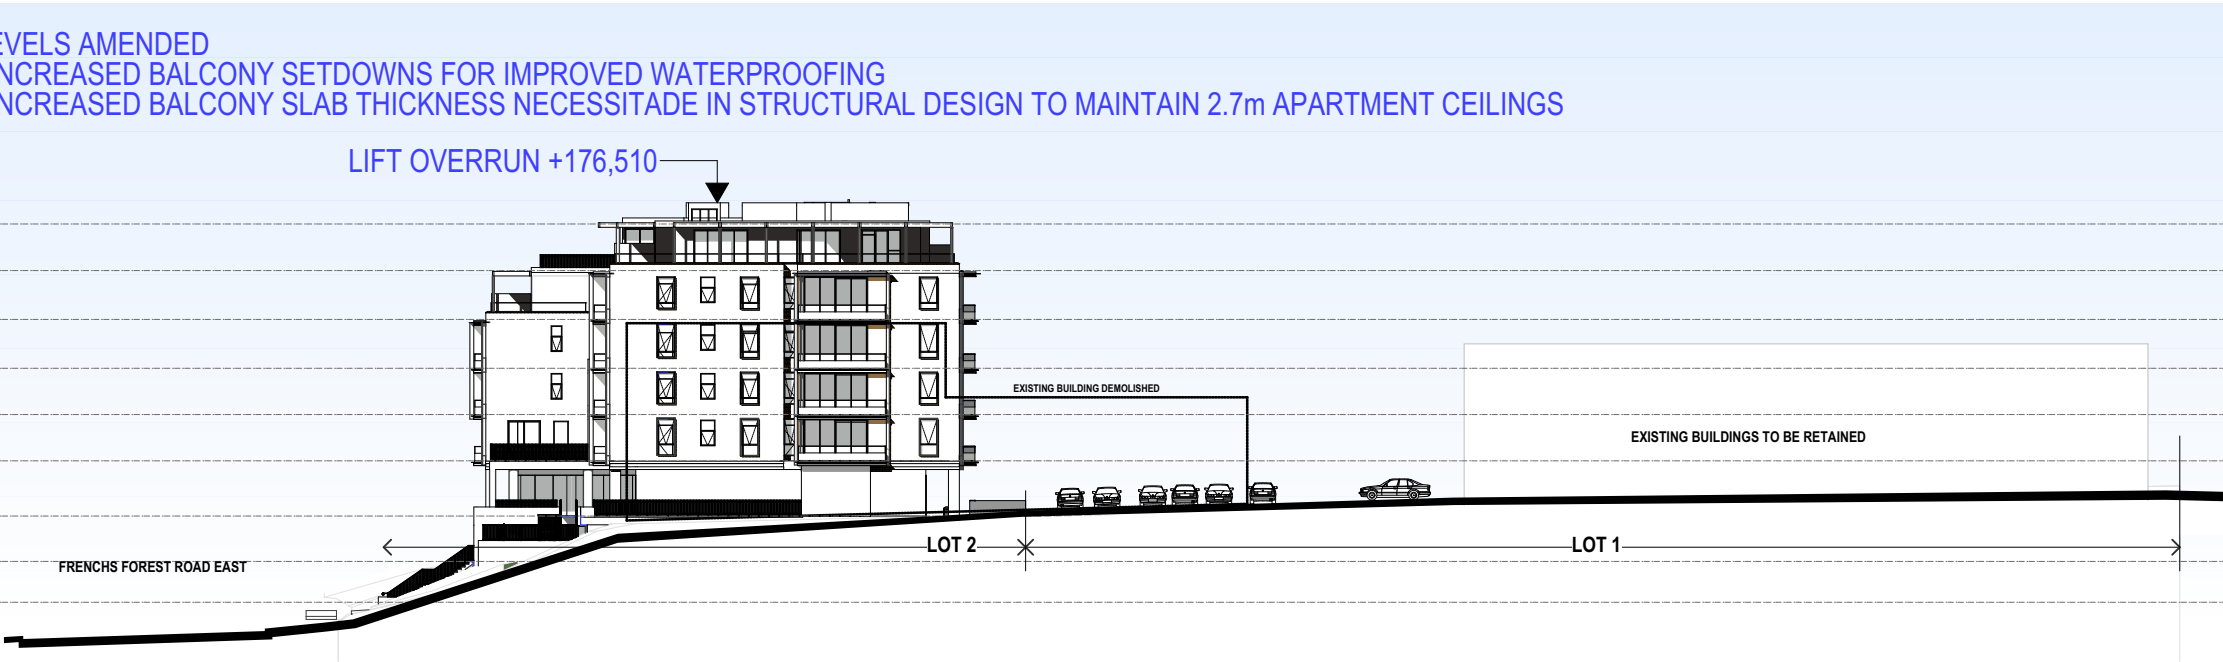 EVELS AMENDED
NCREASED BALCONY SETDOWNS FOR IMPROVED WATERPROOFING
NCREASED BALCONY SLAB THICKNESS NECESSITADE IN STRUCTURAL DESIGN TO MAINTAIN 2.7m APARTMENT CEILINGS
LIFT OVERRUN +176,510
EXISTING BUILDING DEMOLISHED
EXISTING BUILDINGS TO BE RETAINED
LOT 2
LOT 1
FRENCHS FOREST ROAD EAST